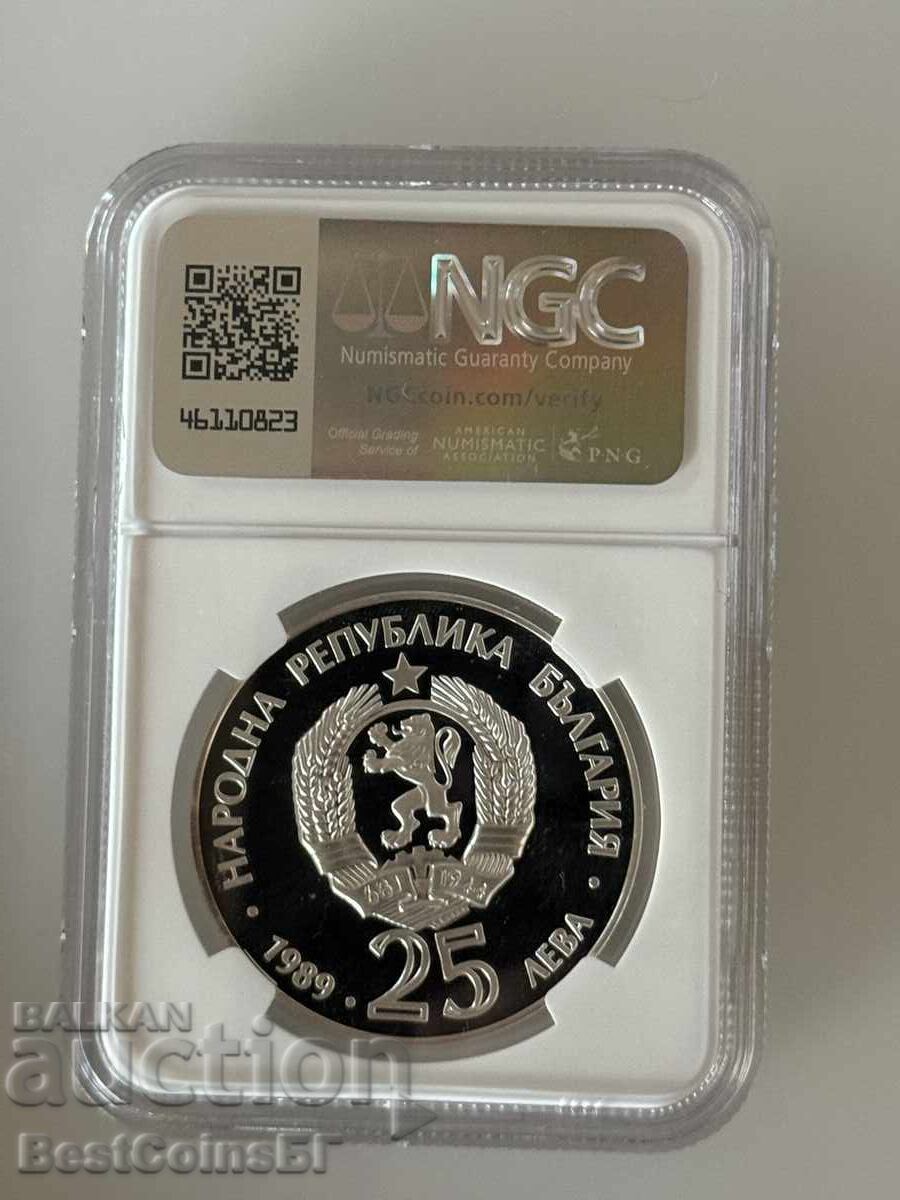 NGC
Numismatic Guaranty Company
NGCcoin.com/verify
46110823
Official Grading
Service of
AMERICAN
NUMISMATIC
ASSOCIATION
PNG
НАРОДНА РЕПУБЛИКА БЪЛГАРИЯ
681 1944
· 1989 · 25 ЛЕВА ·
BALKAN
auction
BestCoinsБГ